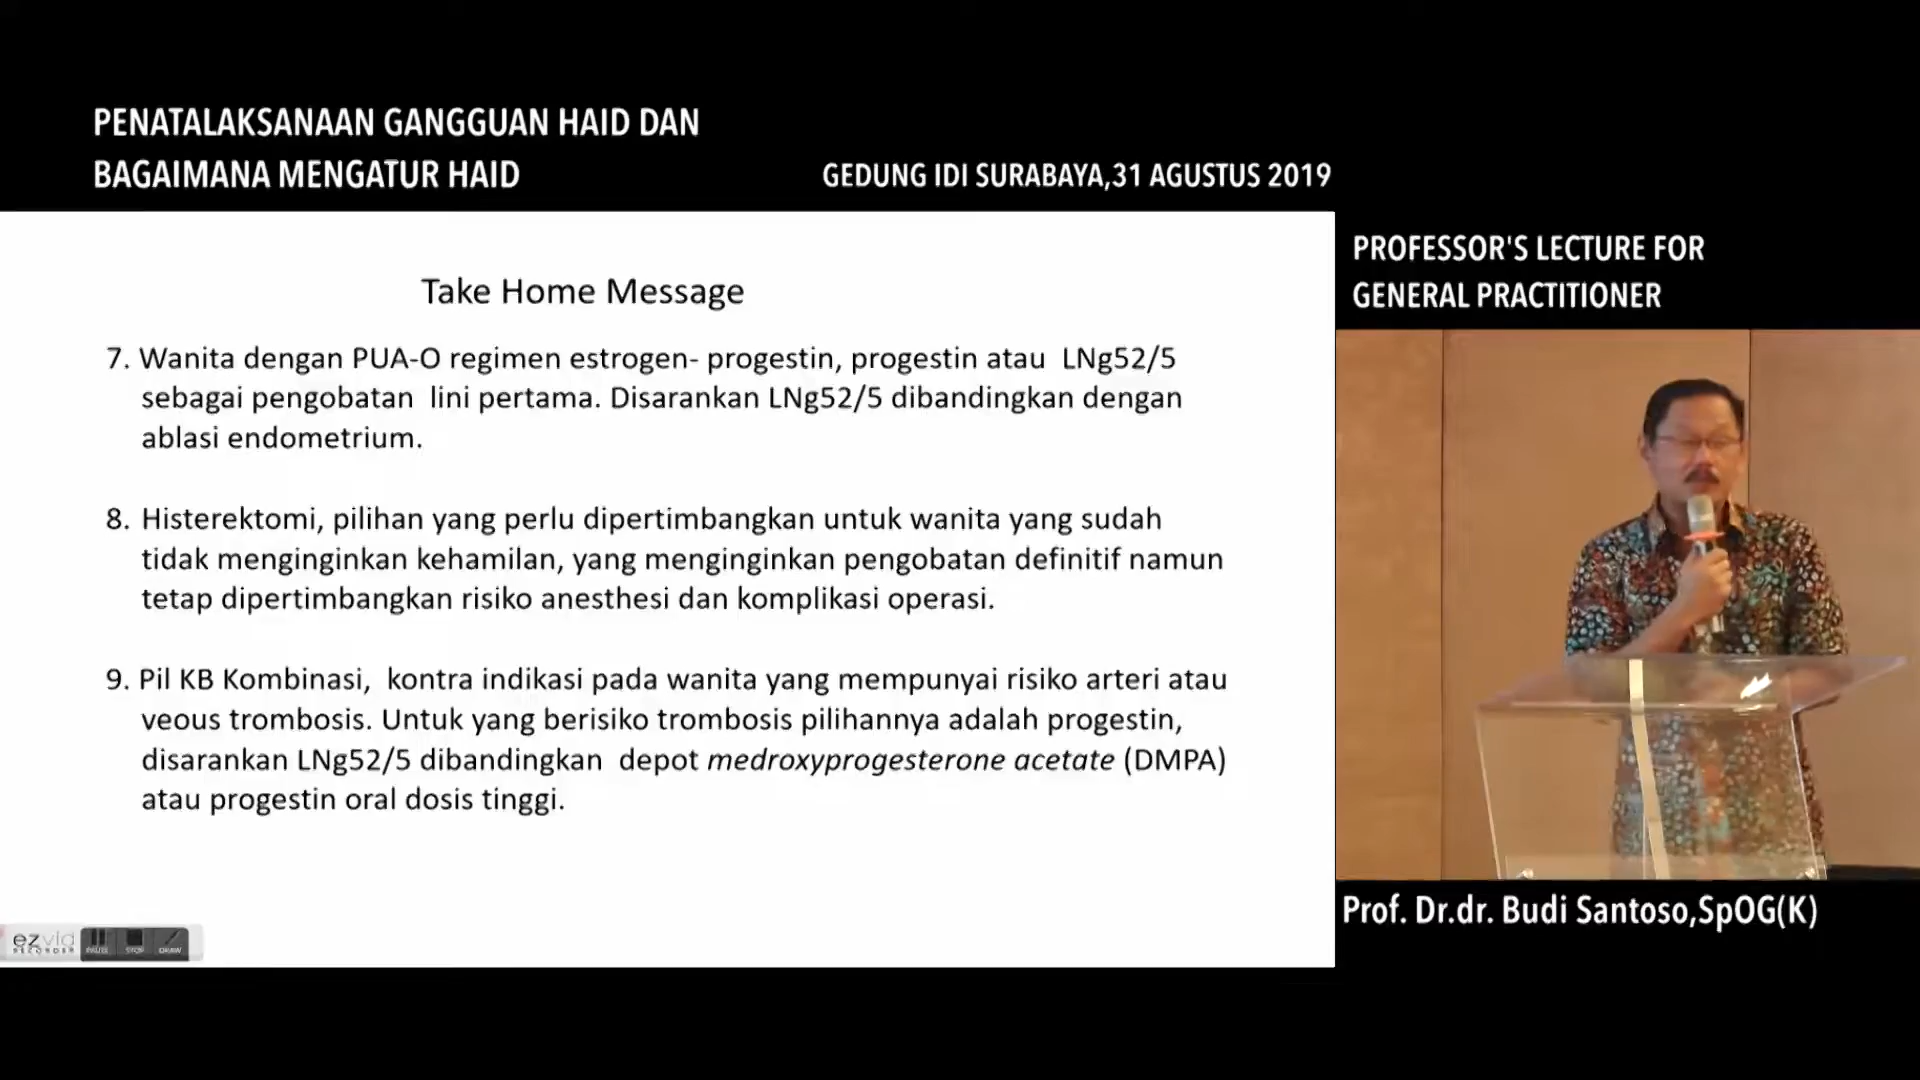 PENATALAKSANAAN GANGGUAN HAID DAN
BAGAIMANA MENGATUR HAID
GEDUNG IDI SURABAYA,31 AGUSTUS 2019
PROFESSOR'S LECTURE FOR
GENERAL PRACTITIONER
Take Home Message
7. Wanita dengan PUA-O regimen estrogen- progestin, progestin atau LNg52/5
sebagai pengobatan lini pertama. Disarankan LNg52/5 dibandingkan dengan
ablasi endometrium.
8. Histerektomi, pilihan yang perlu dipertimbangkan untuk wanita yang sudah
tidak menginginkan kehamilan, yang menginginkan pengobatan definitif namun
tetap dipertimbangkan risiko anesthesi dan komplikasi operasi.
9. Pil KB Kombinasi, kontra indikasi pada wanita yang mempunyai risiko arteri atau
veous trombosis. Untuk yang berisiko trombosis pilihannya adalah progestin,
disarankan LNg52/5 dibandingkan depot medroxyprogesterone acetate (DMPA)
atau progestin oral dosis tinggi.
Prof. Dr.dr. Budi Santoso,SpOG(K)
ezvid
RECORDER
PAUSE STOP DRAW